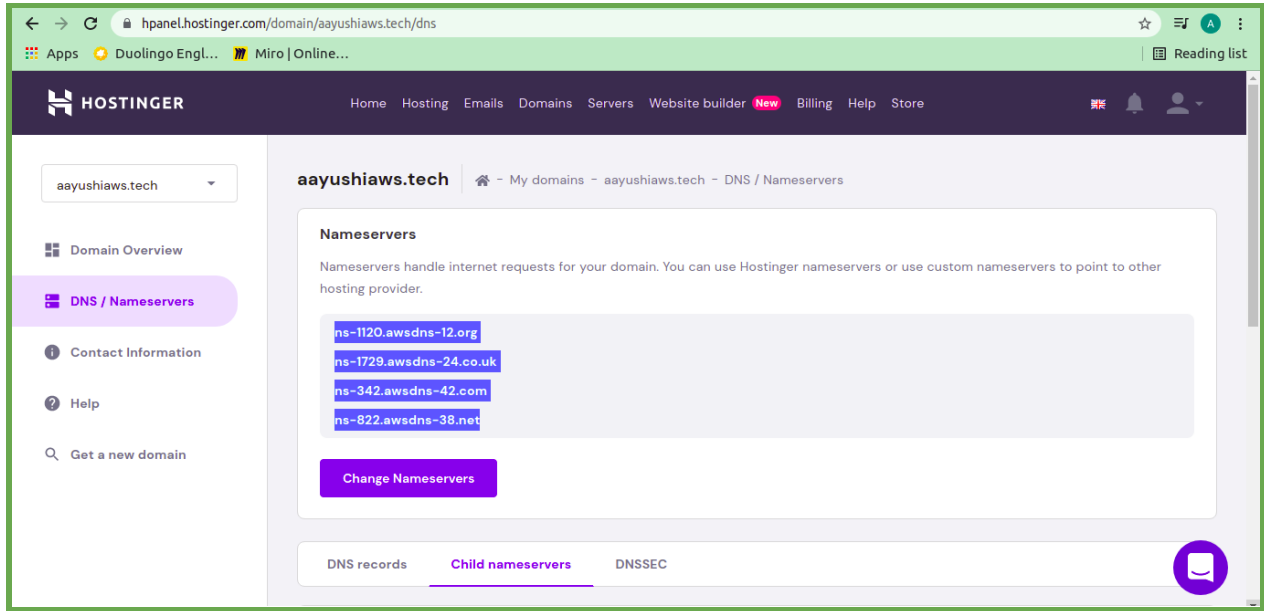 hpanel.hostinger.com/domain/aayushiaws.tech/dns
A
Apps Duolingo Engl... Miro | Online... Reading list
HOSTINGER Home Hosting Emails Domains Servers Website builder New Billing Help Store
aayushiaws.tech
Domain Overview
DNS / Nameservers
Contact Information
Help
Get a new domain
aayushiaws.tech - My domains - aayushiaws.tech - DNS / Nameservers
Nameservers
Nameservers handle internet requests for your domain. You can use Hostinger nameservers or use custom nameservers to point to other
hosting provider.
ns-1120.awsdns-12.org
ns-1729.awsdns-24.co.uk
ns-342.awsdns-42.com
ns-822.awsdns-38.net
Change Nameservers
DNS records Child nameservers DNSSEC